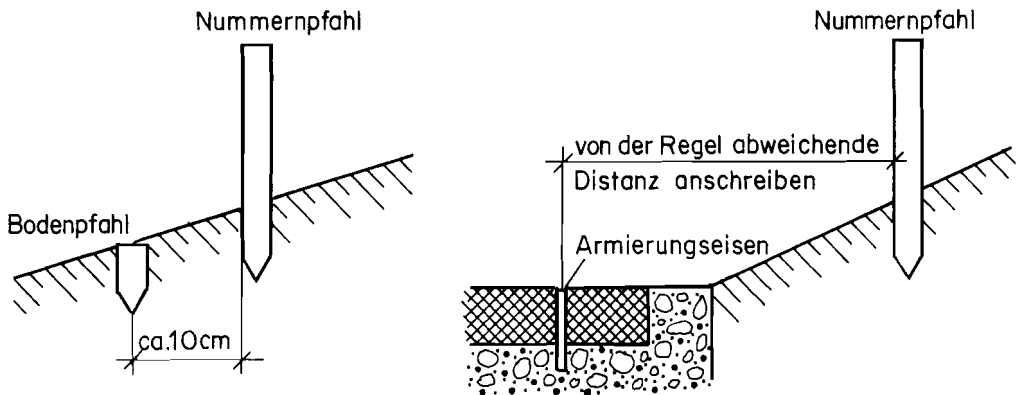 Nummernpfahl
Bodenpfahl
ca.10cm
Nummernpfahl
von der Regel abweichende
Distanz anschreiben
Armierungseisen